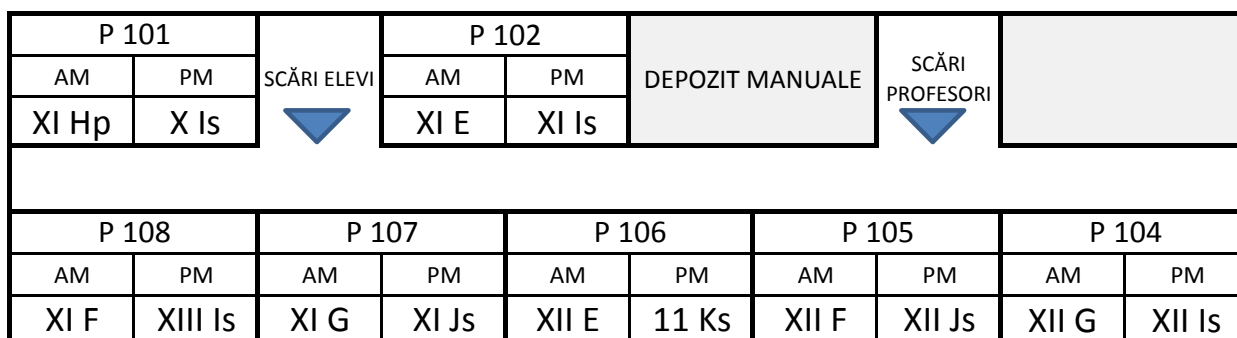 P 101 P 102
SCĂRI ELEVI DEPOZIT MANUALE SCĂRI
PROFESORI
AM PM AM PM
XI Hp X Is XI E XI Is
P 108 P 107 P 106 P 105 P 104
AM PM AM PM AM PM AM PM AM PM
XI F XIII Is XI G XI Js XII E 11 Ks XII F XII Js XII G XII Is